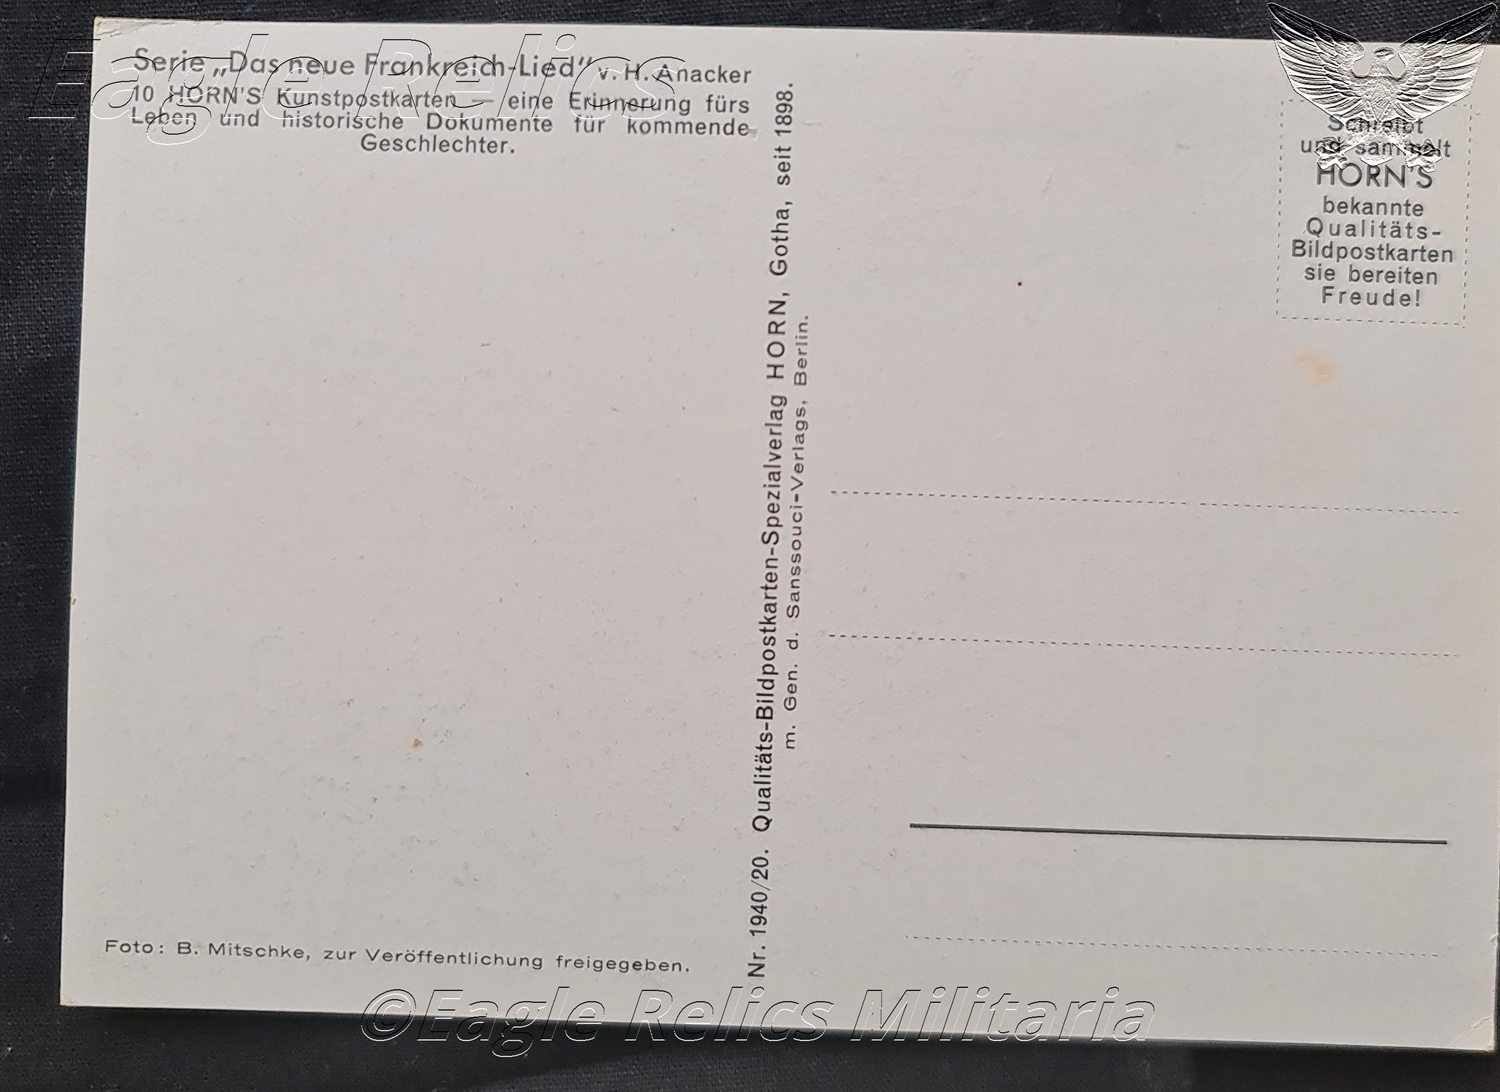 Serie „Das neue Frankreich-Lied“ v. H. Anacker
10 HORN'S Kunstpostkarten — eine Erinnerung fürs
Leben und historische Dokumente für kommende
Geschlechter.
Nr. 1940/20. Qualitäts-Bildpostkarten-Spezialverlag HORN, Gotha, seit 1898.
m. Gen. d. Sanssouci-Verlags, Berlin.
Schreibt
und sammelt
HORN'S
bekannte
Qualitäts-
Bildpostkarten
sie bereiten
Freude!
Foto: B. Mitschke, zur Veröffentlichung freigegeben.
Eagle Relics
©Eagle Relics Militaria